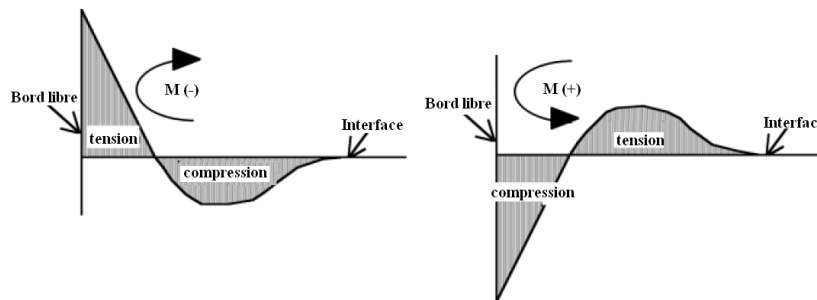 Bord libre
M (-)
Interface
tension
compression
Bord libre
M (+)
Interfac
tension
compression